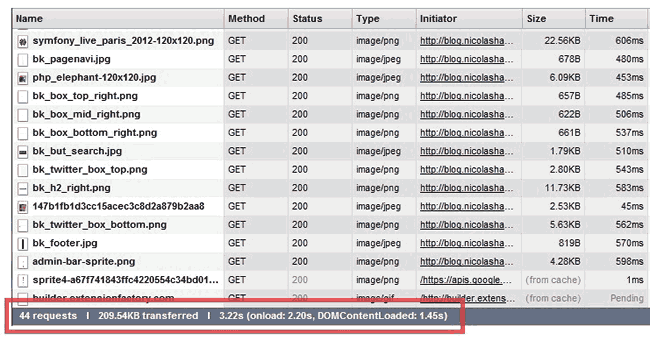 Name Method Status Type Initiator Size Time
symfony_live_paris_2012-120x120.png GET 200 image/png http://blog.nicolasha… 22.56KB 606ms
bk_pagenavi.jpg GET 200 image/jpeg http://blog.nicolasha… 678B 480ms
php_elephant-120x120.jpg GET 200 image/jpeg http://blog.nicolasha… 6.09KB 453ms
bk_box_top_right.png GET 200 image/png http://blog.nicolasha… 657B 485ms
bk_box_mid_right.png GET 200 image/png http://blog.nicolasha… 622B 506ms
bk_box_bottom_right.png GET 200 image/png http://blog.nicolasha… 661B 537ms
bk_but_search.jpg GET 200 image/jpeg http://blog.nicolasha… 1.79KB 510ms
bk_twitter_box_top.png GET 200 image/png http://blog.nicolasha… 2.80KB 543ms
bk_h2_right.png GET 200 image/png http://blog.nicolasha… 11.73KB 583ms
147b1fb1d3cc15acec3c8d2a879b2aa8 GET 200 image/jpeg http://blog.nicolasha… 2.53KB 45ms
bk_twitter_box_bottom.png GET 200 image/png http://blog.nicolasha… 5.63KB 562ms
bk_footer.jpg GET 200 image/jpeg http://blog.nicolasha… 819B 570ms
admin-bar-sprite.png GET 200 image/png http://blog.nicolasha… 4.28KB 598ms
sprite4-a67f741843ffc4220554c34bd01… GET 200 image/png /https://apis.google.… (from cache) 1ms
builder.extensionfactory.com GET 200 image/gif /http://builder.extens… (from cache) Pending
44 requests I 209.54KB transferred I 3.22s (onload: 2.20s, DOMContentLoaded: 1.45s)